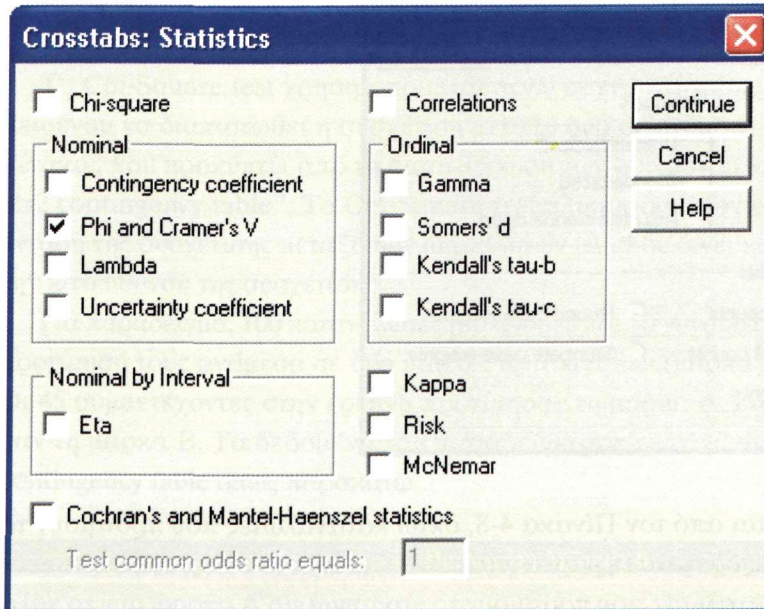 Crosstabs: Statistics
Chi-square
Correlations
Continue
Nominal
Ordinal
Cancel
Contingency coefficient
Gamma
Help
Phi and Cramer's V
Somers' d
Lambda
Kendall's tau-b
Uncertainty coefficient
Kendall's tau-c
Nominal by Interval
Kappa
Eta
Risk
McNemar
Cochran's and Mantel-Haenszel statistics
Test common odds ratio equals:
1